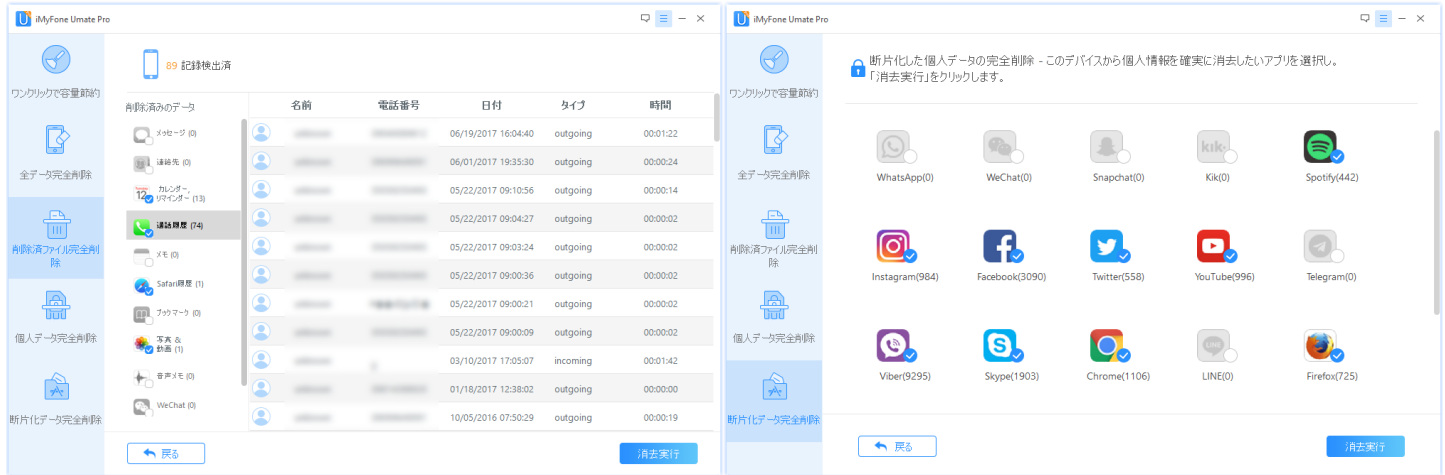 iMyFone Umate Pro
ワンクリックで容量節約
全データ完全削除
削除済ファイル完全削
除
個人データ完全削除
断片化データ完全削除
89 記録検出済
削除済みのデータ
メッセージ (0)
連絡先 (0)
カレンダー,
リマインダー (13)
通話履歴 (74)
メモ (0)
Safari履歴 (1)
ブックマーク (0)
写真 &
動画 (1)
音声メモ (0)
WeChat (0)
名前 電話番号 日付 タイプ 時間
06/19/2017 16:04:40 outgoing 00:01:22
06/01/2017 19:35:30 outgoing 00:00:24
05/22/2017 09:10:56 outgoing 00:00:14
05/22/2017 09:04:27 outgoing 00:00:02
05/22/2017 09:03:24 outgoing 00:00:02
05/22/2017 09:00:36 outgoing 00:00:02
05/22/2017 09:00:21 outgoing 00:00:02
05/22/2017 09:00:09 outgoing 00:00:02
03/10/2017 17:05:07 incoming 00:01:42
01/18/2017 12:38:02 outgoing 00:00:00
10/05/2016 07:50:29 outgoing 00:00:19
戻る
消去実行
iMyFone Umate Pro
ワンクリックで容量節約
全データ完全削除
削除済ファイル完全削
除
個人データ完全削除
断片化データ完全削除
断片化した個人データの完全削除 - このデバイスから個人情報を確実に消去したいアプリを選択し。
「消去実行」をクリックします。
WhatsApp(0) WeChat(0) Snapchat(0) Kik(0) Spotify(442)
Instagram(984) Facebook(3090) Twitter(558) YouTube(996) Telegram(0)
Viber(9295) Skype(1903) Chrome(1106) LINE(0) Firefox(725)
戻る
消去実行